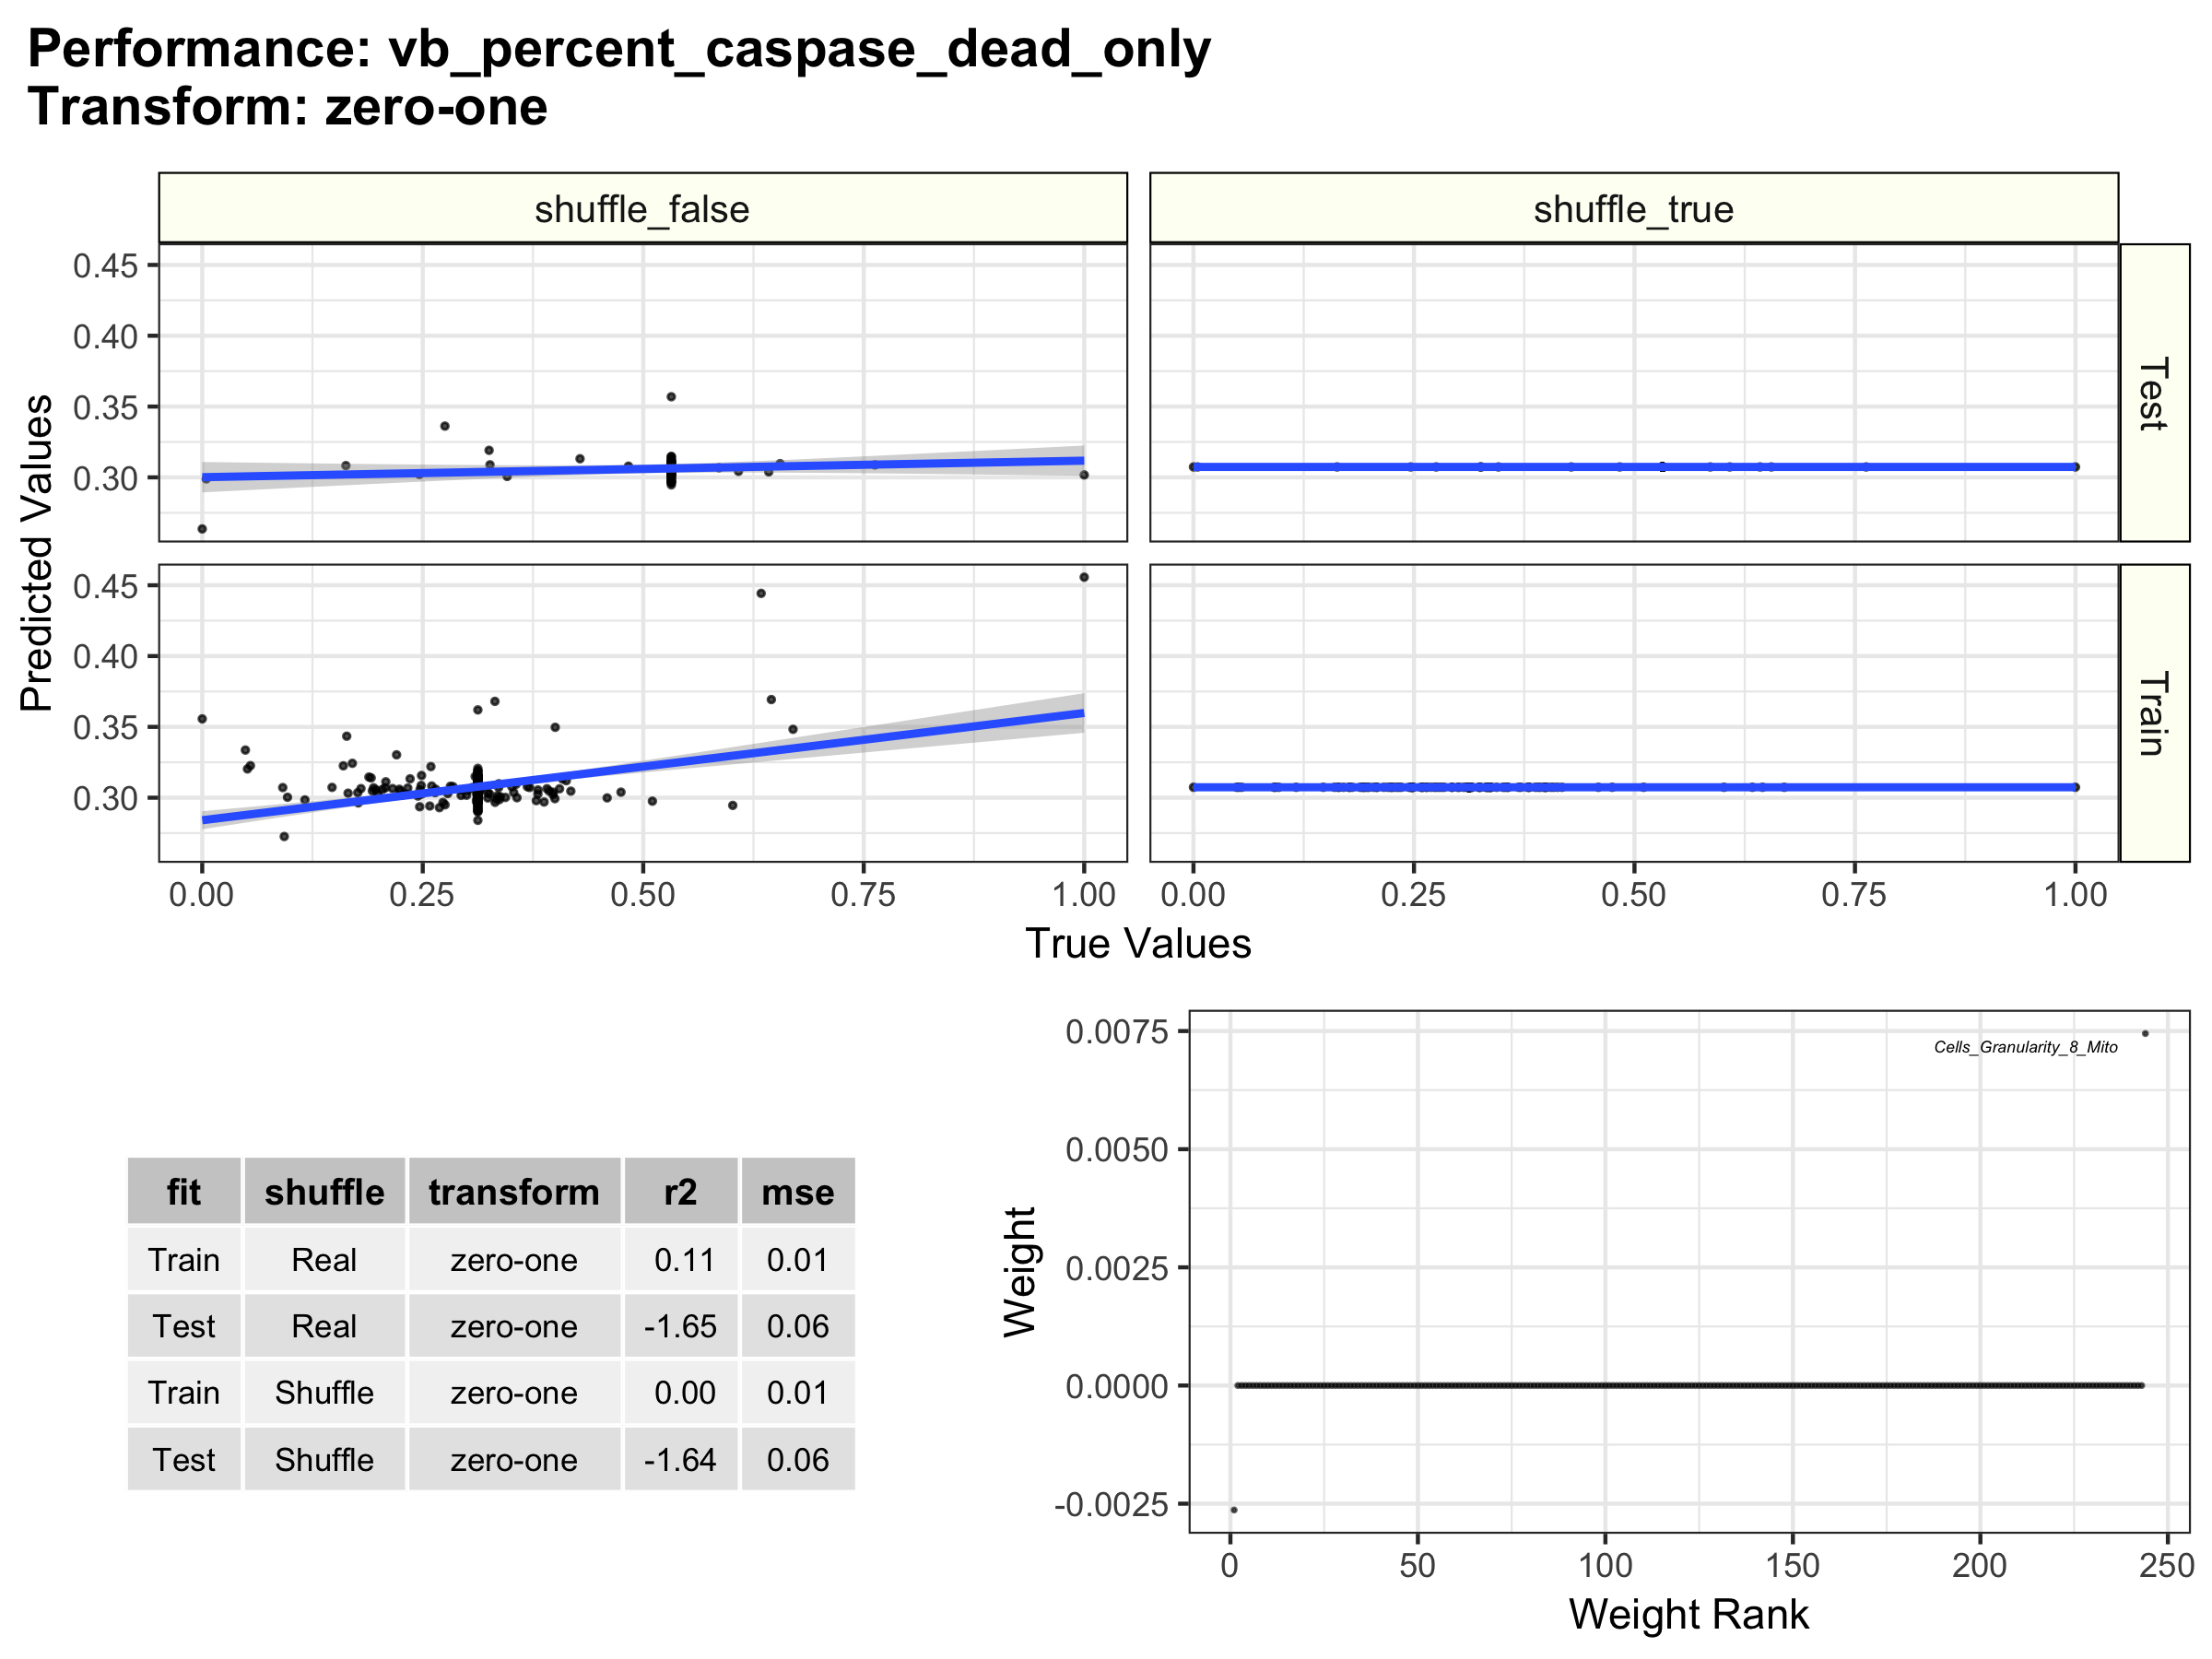 Performance: vb_percent_caspase_dead_only
Transform: zero-one
shuffle_false
shuffle_true
0.45
0.40
0.35
0.30
Test
Predicted Values
0.45
0.40
0.35
0.30
Train
0.00 0.25 0.50 0.75 1.00 0.00 0.25 0.50 0.75 1.00
True Values
fit shuffle transform r2 mse
Train Real zero-one 0.11 0.01
Test Real zero-one -1.65 0.06
Train Shuffle zero-one 0.00 0.01
Test Shuffle zero-one -1.64 0.06
Weight
0.0075
0.0050
0.0025
0.0000
-0.0025
Cells_Granularity_8_Mito
0 50 100 150 200 250
Weight Rank